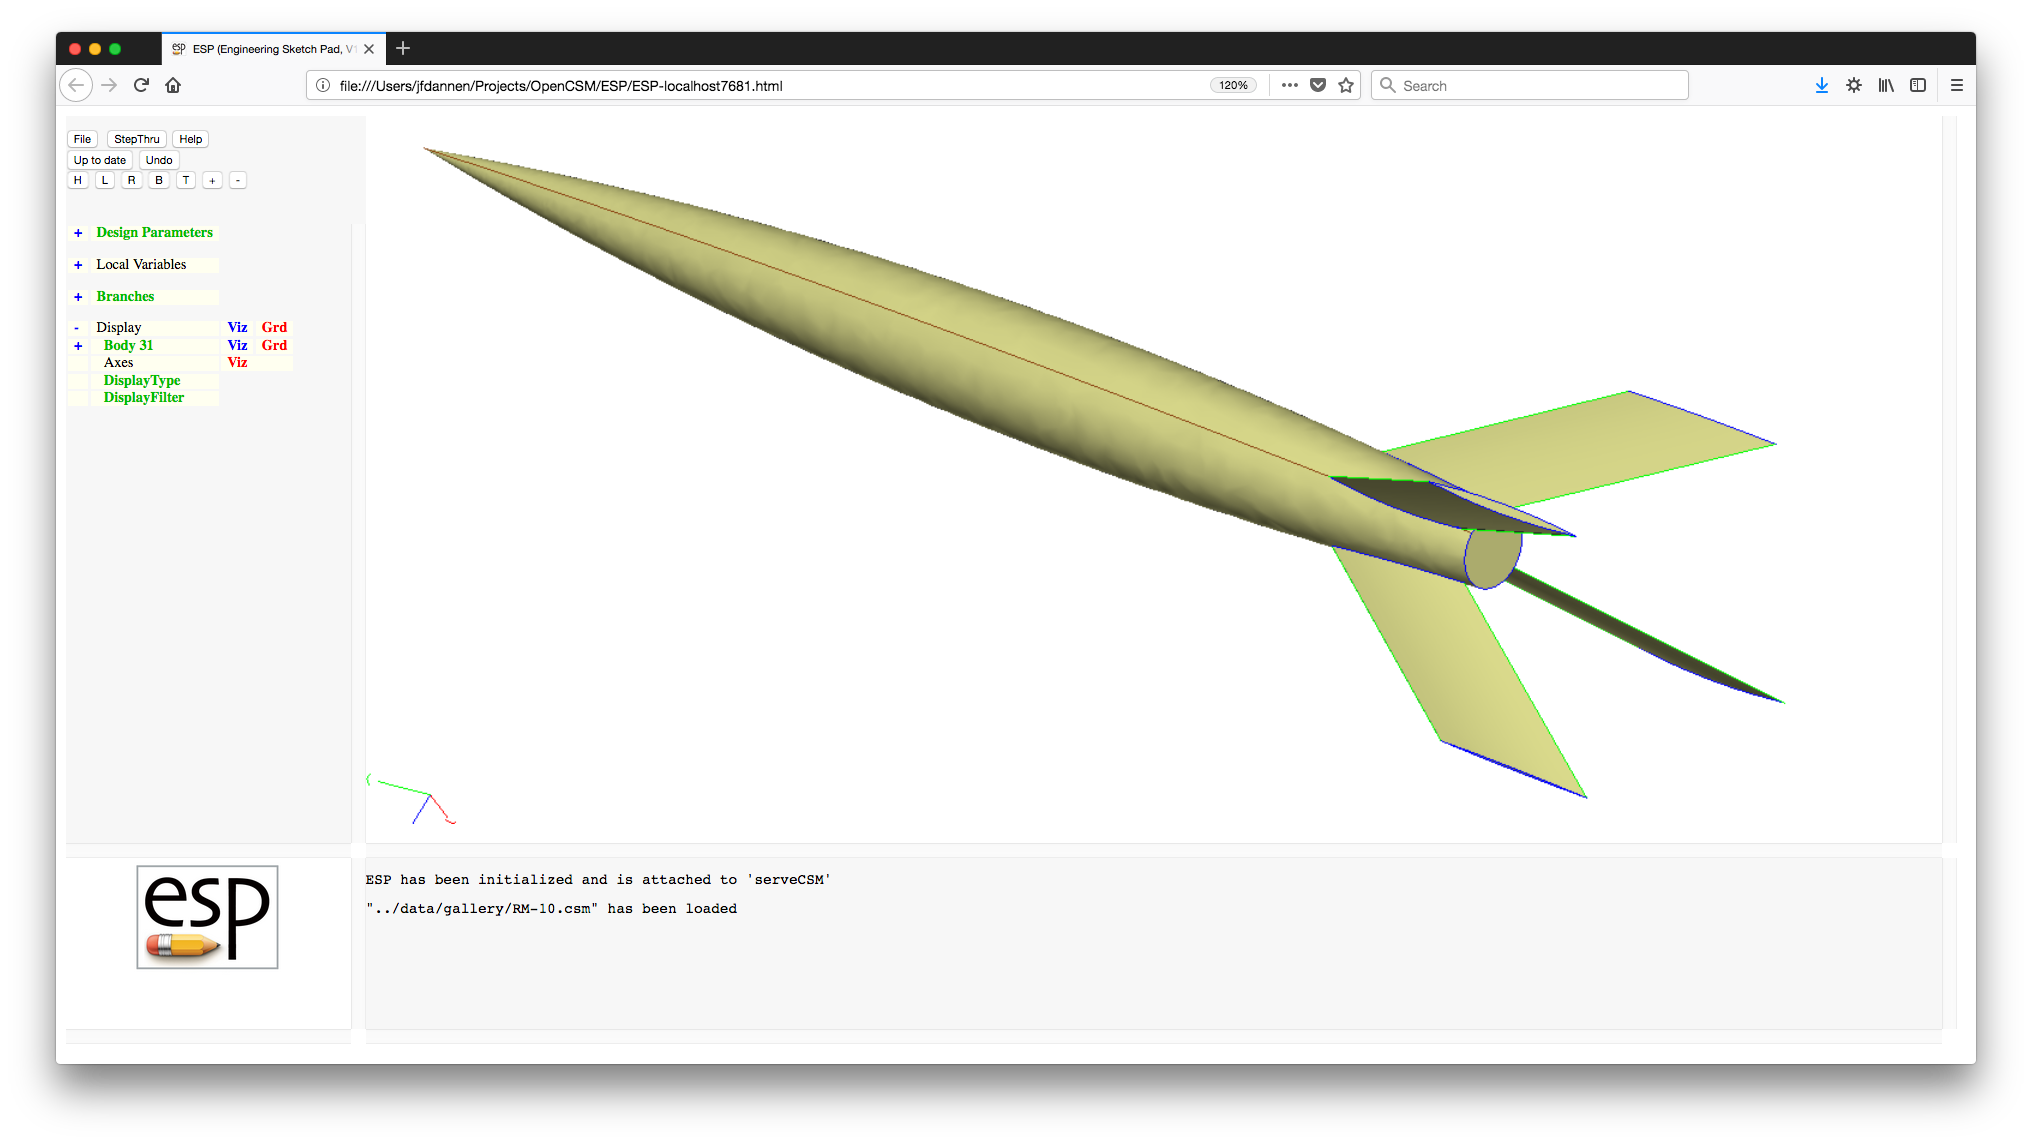 esp ESP (Engineering Sketch Pad, V1
file:///Users/jfdannen/Projects/OpenCSM/ESP/ESP-localhost7681.html 120% Search
File StepThru Help
Up to date Undo
H L R B T + -
+ Design Parameters
+ Local Variables
+ Branches
- Display Viz Grd
+ Body 31 Viz Grd
Axes Viz
DisplayType
DisplayFilter
esp
ESP has been initialized and is attached to 'serveCSM'
"../data/gallery/RM-10.csm" has been loaded